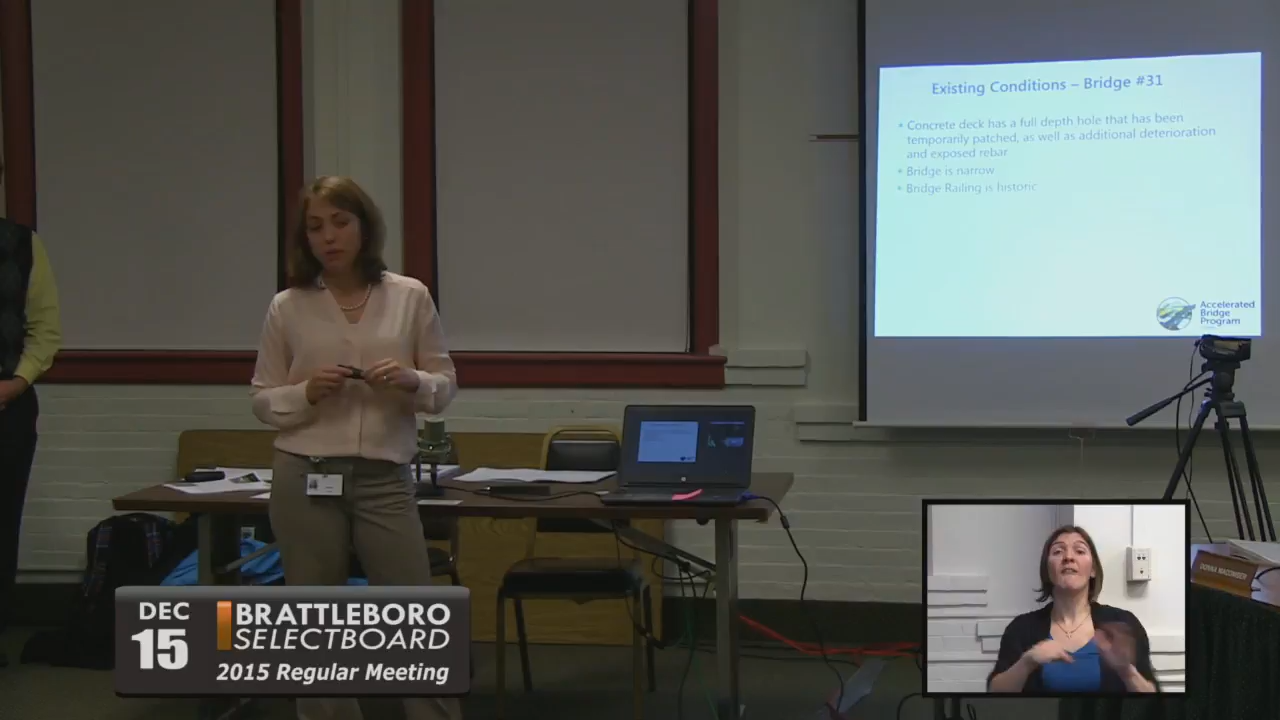 Existing Conditions – Bridge #31
• Concrete deck has a full depth hole that has been
temporarily patched, as well as additional deterioration
and exposed rebar
• Bridge is narrow
• Bridge Railing is historic
Accelerated
Bridge
Program
DEC
15
BRATTLEBORO
SELECTBOARD
2015 Regular Meeting